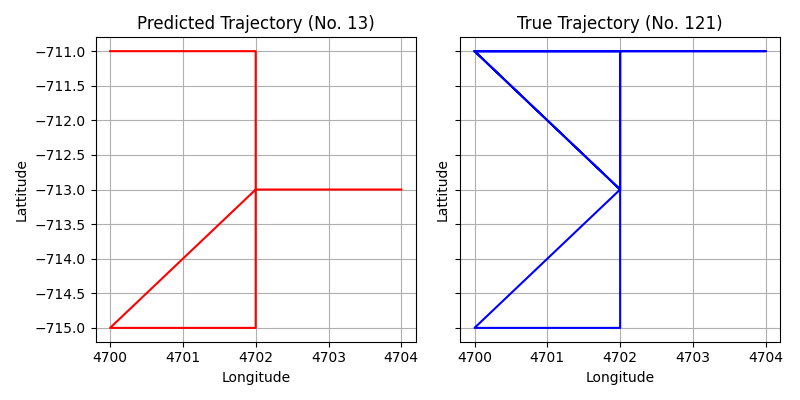 Predicted Trajectory (No. 13)
Lattitude
−711.0
−711.5
−712.0
−712.5
−713.0
−713.5
−714.0
−714.5
−715.0
4700 4701 4702 4703 4704
Longitude
True Trajectory (No. 121)
Lattitude
4700 4701 4702 4703 4704
Longitude